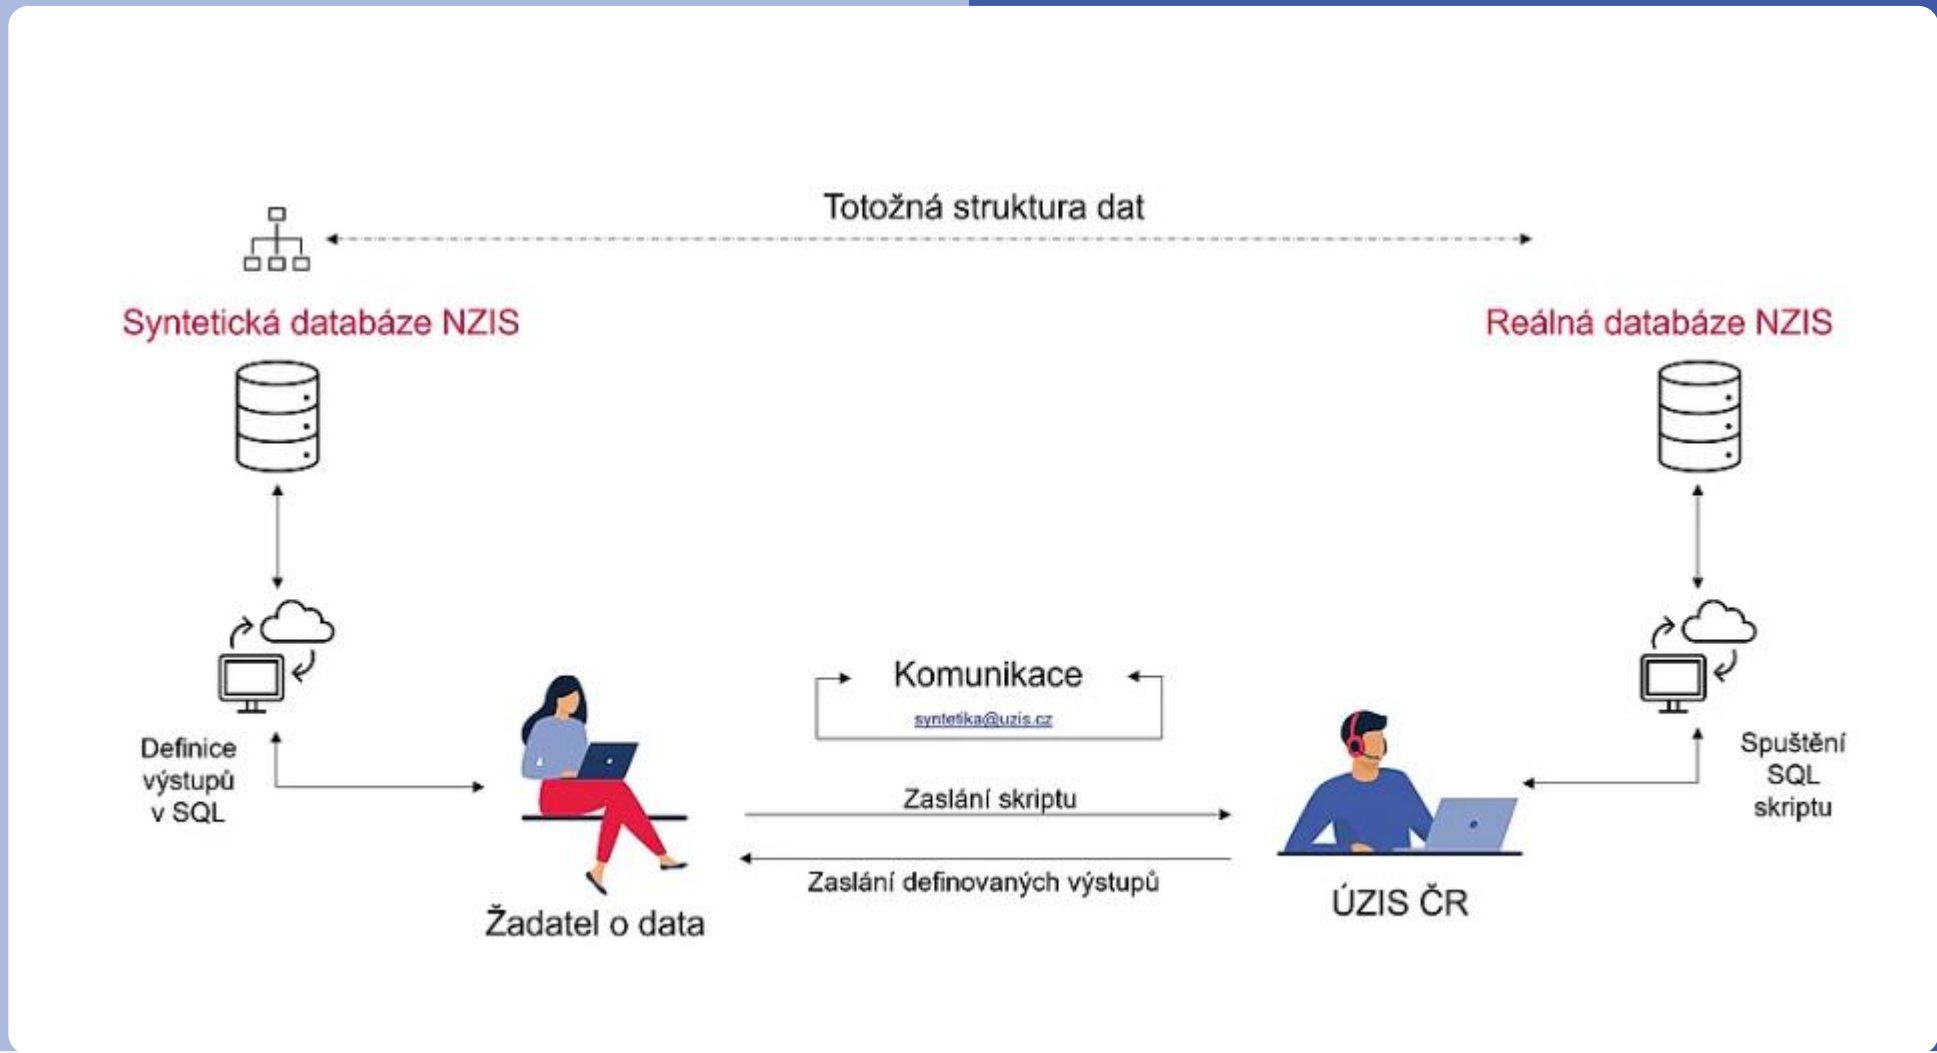 Totožná struktura dat
Syntetická databáze NZIS
Reálná databáze NZIS
Komunikace
syntetika@uzis.cz
Definice
výstupů
v SQL
Spuštění
SQL
skriptu
Zaslání skriptu
Zaslání definovaných výstupů
Žadatel o data
ÚZIS ČR